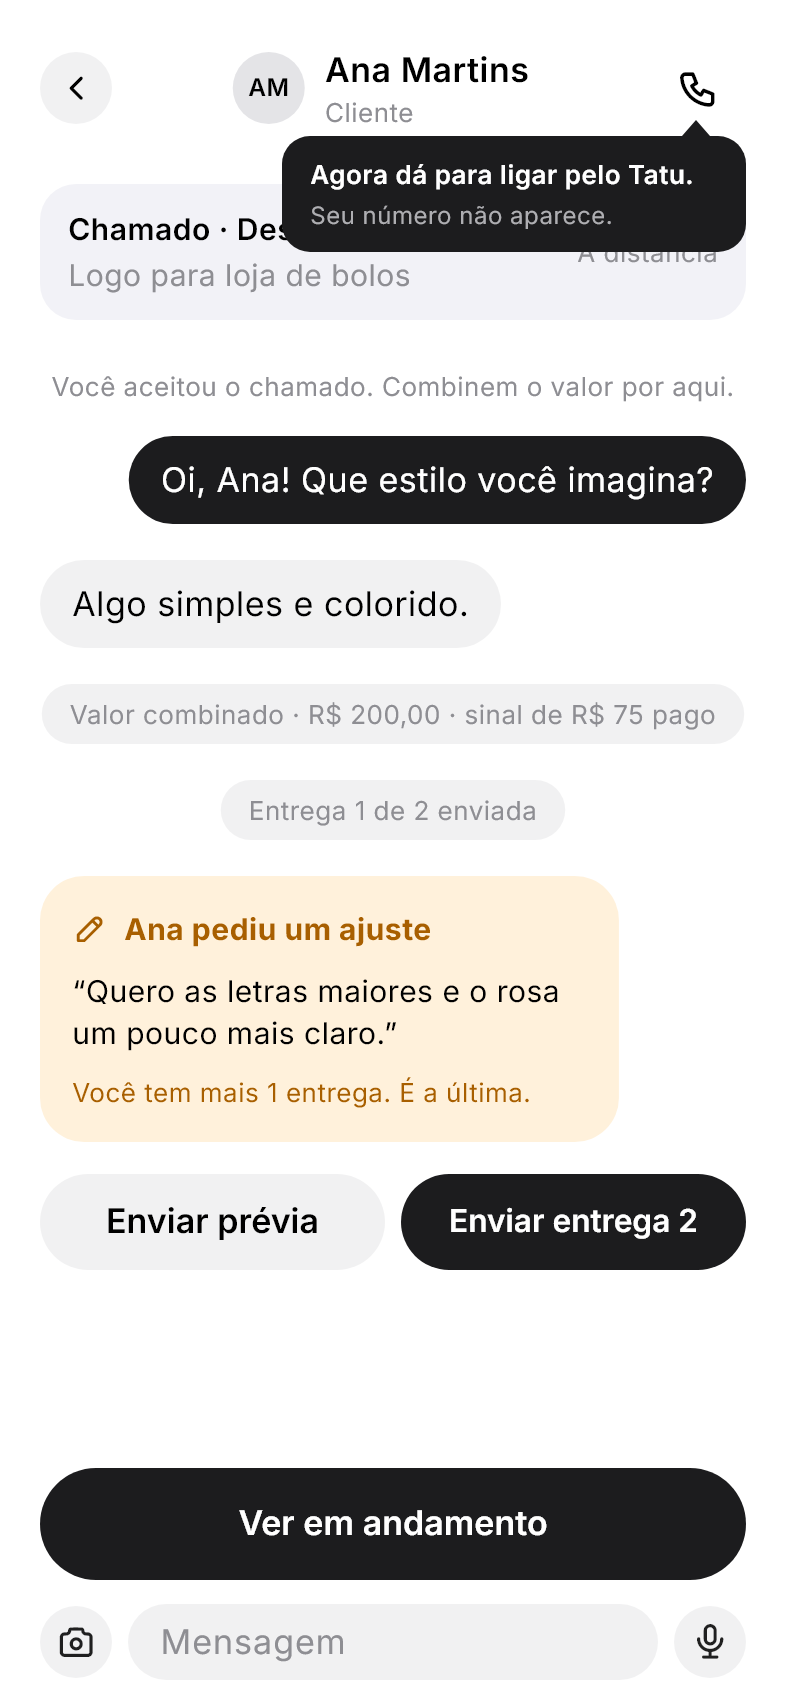 AM
Ana Martins
Cliente
Agora dá para ligar pelo Tatu.
Seu número não aparece.
Chamado · Des
Logo para loja de bolos
A distância
Você aceitou o chamado. Combinem o valor por aqui.
Oi, Ana! Que estilo você imagina?
Algo simples e colorido.
Valor combinado · R$ 200,00 · sinal de R$ 75 pago
Entrega 1 de 2 enviada
Ana pediu um ajuste
“Quero as letras maiores e o rosa
um pouco mais claro.”
Você tem mais 1 entrega. É a última.
Enviar prévia
Enviar entrega 2
Ver em andamento
Mensagem